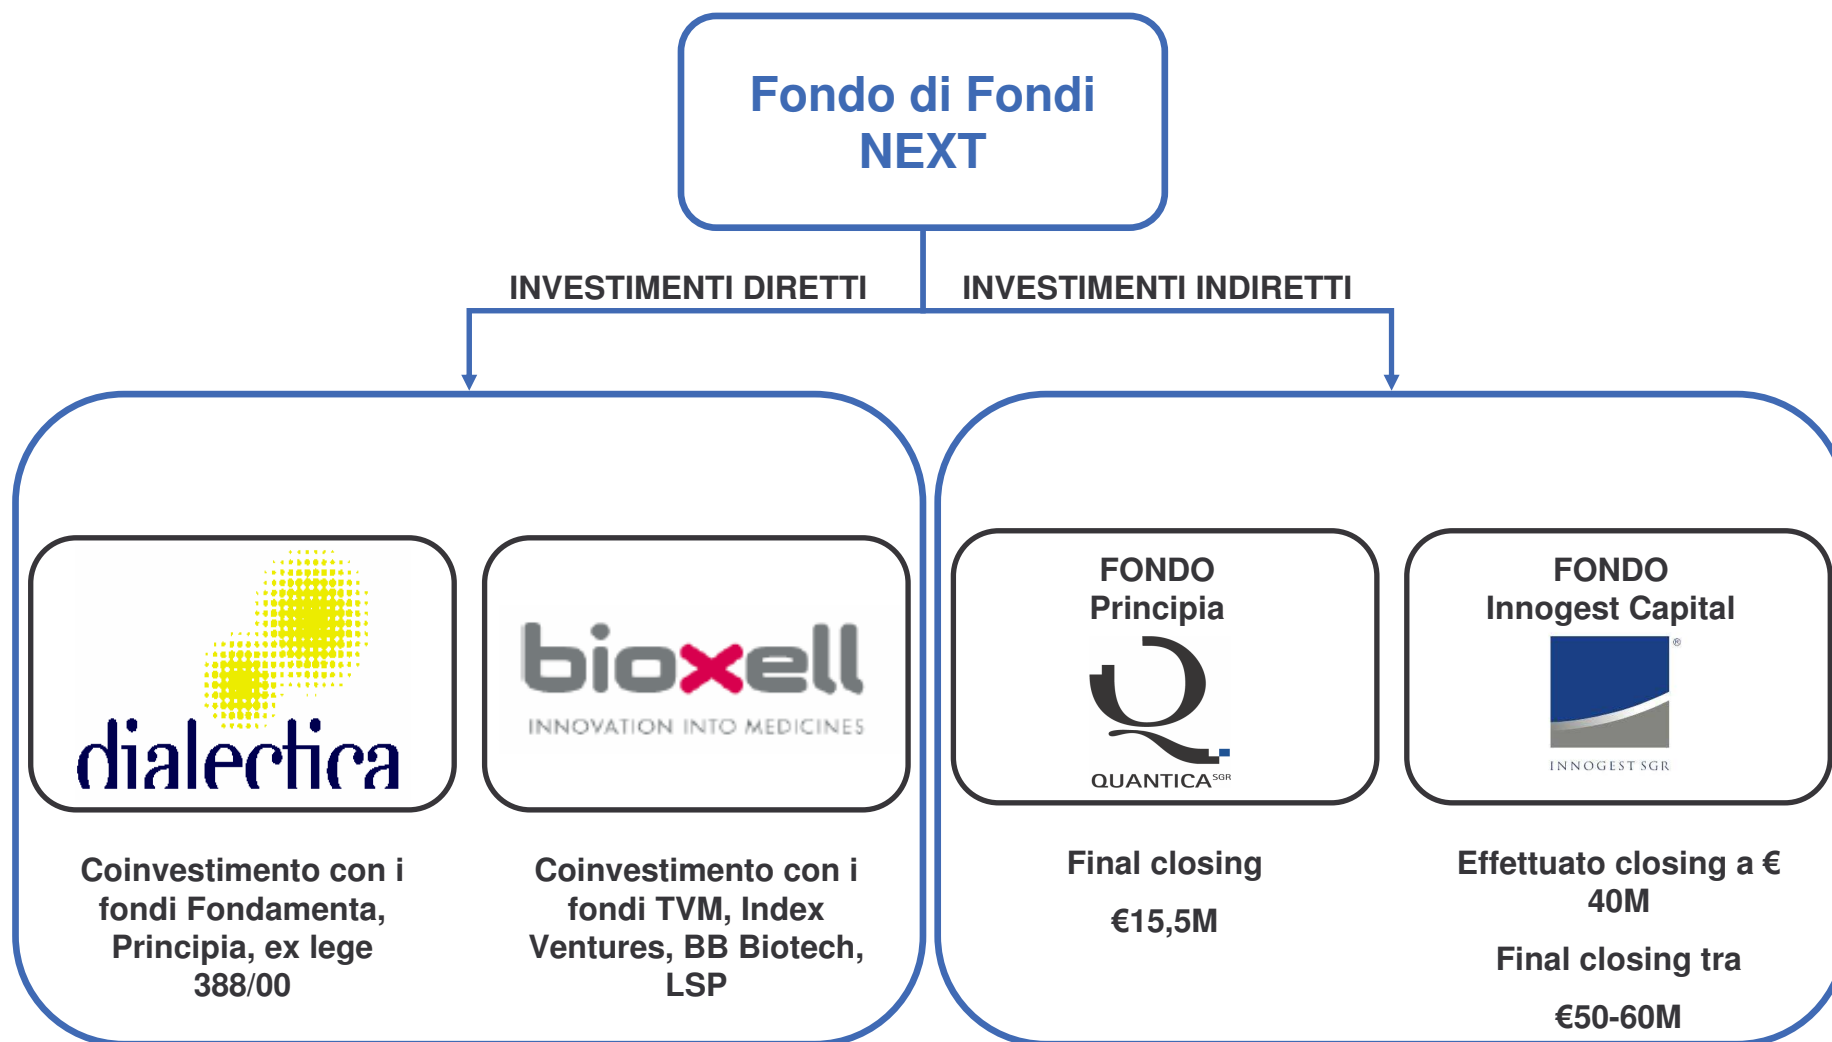 Fondo di Fondi
NEXT
INVESTIMENTI DIRETTI
INVESTIMENTI INDIRETTI
dialectica
bioxell
INNOVATION INTO MEDICINES
FONDO
Principia
QUANTICA SGR
FONDO
Innogest Capital
®
INNOGEST SGR
Coinvestimento con i
fondi Fondamenta,
Principia, ex lege
388/00
Coinvestimento con i
fondi TVM, Index
Ventures, BB Biotech,
LSP
Final closing
€15,5M
Effettuato closing a €
40M
Final closing tra
€50-60M